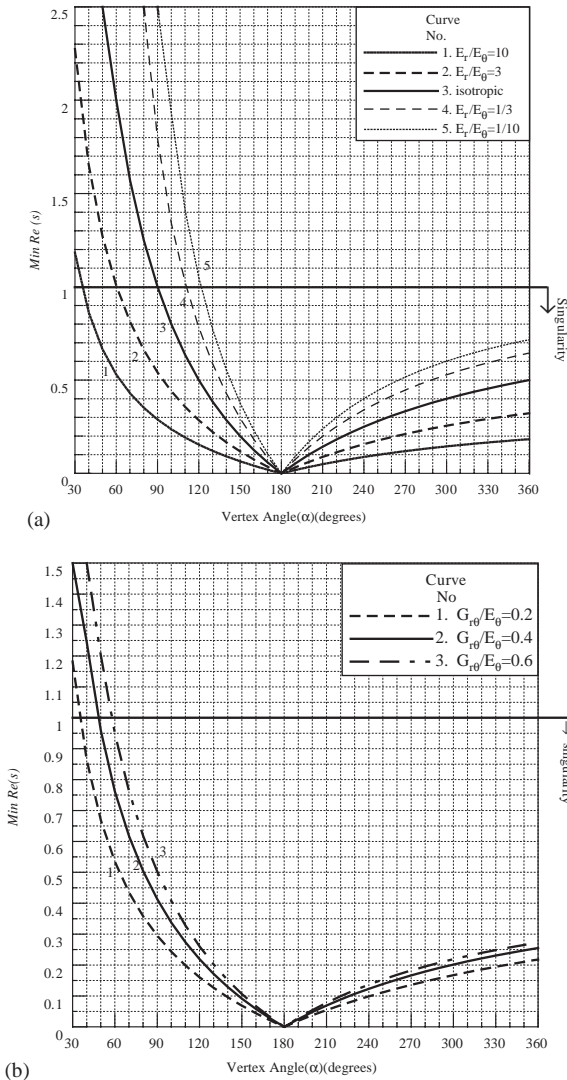 Curve
No.
1. E_r/E_θ=10
2. E_r/E_θ=3
3. isotropic
4. E_r/E_θ=1/3
5. E_r/E_θ=1/10
2.5
2
1.5
1
0.5
0
Min Re (s)
1
2
3
4
5
Singularity
30 60 90 120 150 180 210 240 270 300 330 360
Vertex Angle(α)(degrees)
(a)
Curve
No
1. G_rθ/E_θ=0.2
2. G_rθ/E_θ=0.4
3. G_rθ/E_θ=0.6
1.5
1.4
1.3
1.2
1.1
1
0.9
0.8
0.7
0.6
0.5
0.4
0.3
0.2
0.1
0
Min Re(s)
1
2
3
singularity
30 60 90 120 150 180 210 240 270 300 330 360
Vertex Angle(α)(degrees)
(b)